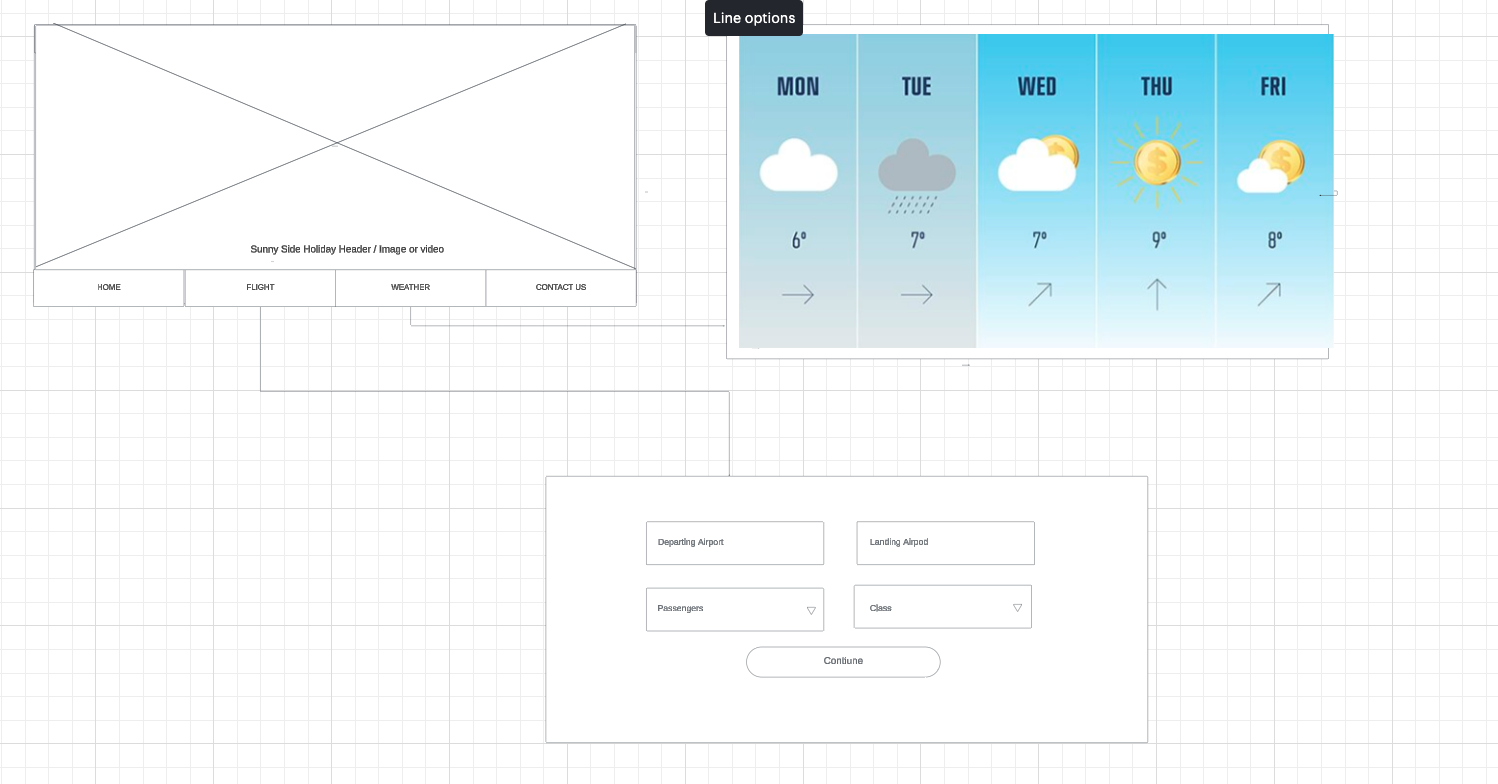 Line options
MON TUE WED THU FRI
6° 7° 7° 9° 8°
Sunny Side Holiday Header / Image or video
HOME FLIGHT WEATHER CONTACT US
Departing Airport Landing Airpod
Passengers Class
Contiune